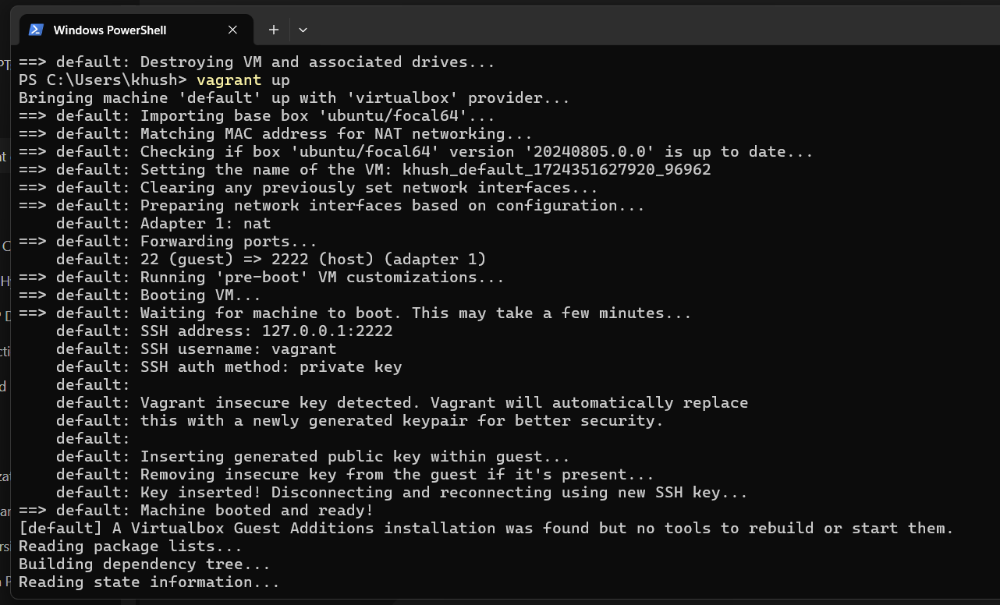 Windows PowerShell
==> default: Destroying VM and associated drives...
PS C:\Users\khush> vagrant up
Bringing machine 'default' up with 'virtualbox' provider...
==> default: Importing base box 'ubuntu/focal64'...
==> default: Matching MAC address for NAT networking...
==> default: Checking if box 'ubuntu/focal64' version '20240805.0.0' is up to date...
==> default: Setting the name of the VM: khush_default_1724351627920_96962
==> default: Clearing any previously set network interfaces...
==> default: Preparing network interfaces based on configuration...
    default: Adapter 1: nat
==> default: Forwarding ports...
    default: 22 (guest) => 2222 (host) (adapter 1)
==> default: Running 'pre-boot' VM customizations...
==> default: Booting VM...
==> default: Waiting for machine to boot. This may take a few minutes...
    default: SSH address: 127.0.0.1:2222
    default: SSH username: vagrant
    default: SSH auth method: private key
    default:
    default: Vagrant insecure key detected. Vagrant will automatically replace
    default: this with a newly generated keypair for better security.
    default:
    default: Inserting generated public key within guest...
    default: Removing insecure key from the guest if it's present...
    default: Key inserted! Disconnecting and reconnecting using new SSH key...
==> default: Machine booted and ready!
[default] A Virtualbox Guest Additions installation was found but no tools to rebuild or start them.
Reading package lists...
Building dependency tree...
Reading state information...